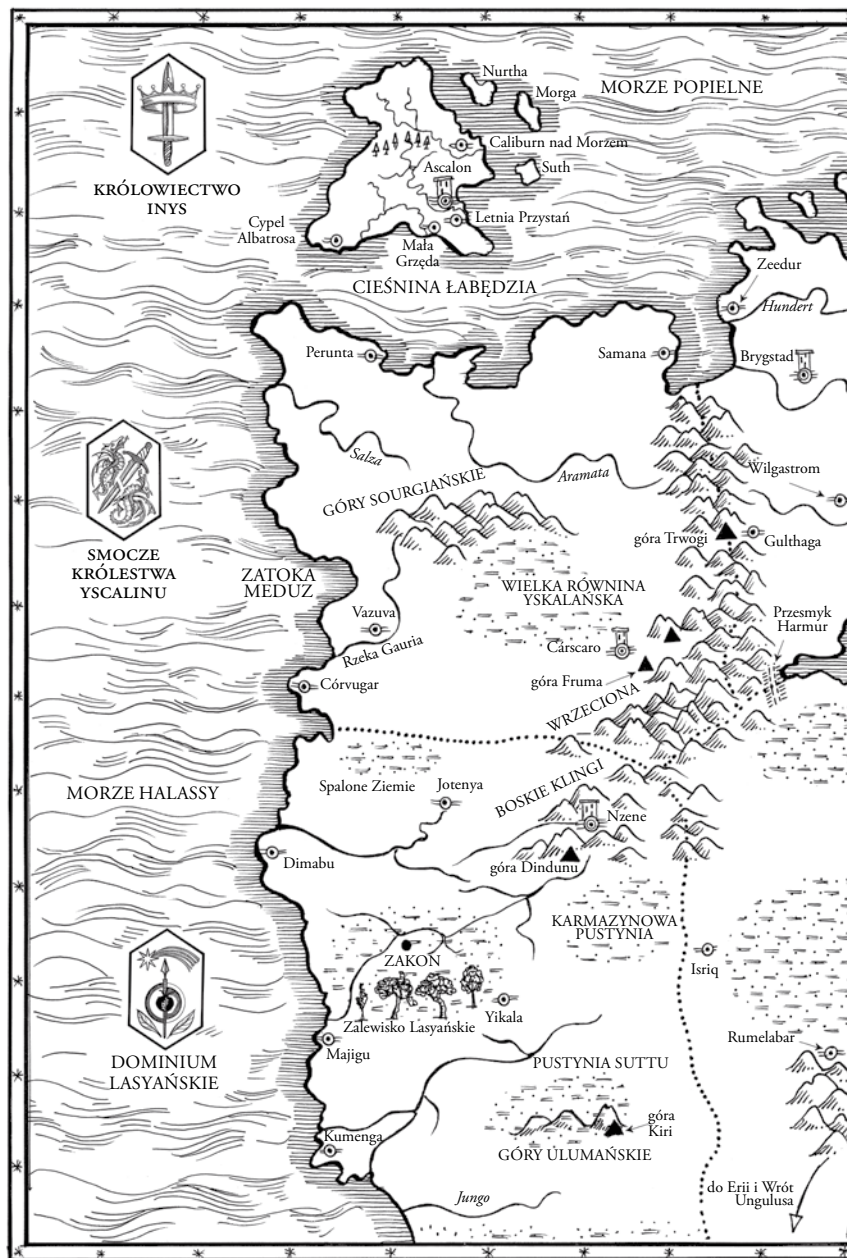 Nurtha
Morga
MORZE POPIELNE
Caliburn nad Morzem
Ascalon
Suth
KRÓLOWIECTWO
INYS
Letnia Przystań
Cypel
Albatrosa
Mała
Grzęda
Zeedur
CIEŚNINA ŁABĘDZIA
Hundert
Perunta
Samana
Brygstad
Salza
Aramata
Wilgastrom
GÓRY SOURGIAŃSKIE
góra Trwogi
Gulthaga
SMOCZE
KRÓLESTWA
YSCALINU
ZATOKA
MEDUZ
WIELKA RÓWNINA
YSKALAŃSKA
Przesmyk
Harmur
Vazuva
Cárscaro
Rzeka Gauria
góra Fruma
Córvugar
WRZECIONA
MORZE HALASSY
Spalone Ziemie
Jotenya
BOSKIE KLINGI
Nzene
Dimabu
góra Dindunu
KARMAZYNOWA
PUSTYNIA
ZAKON
Isriq
Yikala
Zalewisko Lasyańskie
Majigu
Rumelabar
DOMINIUM
LASYAŃSKIE
PUSTYNIA SUTTU
góra
Kiri
Kumenga
GÓRY ULUMAŃSKIE
do Erii i Wrót
Ungulusa
Jungo